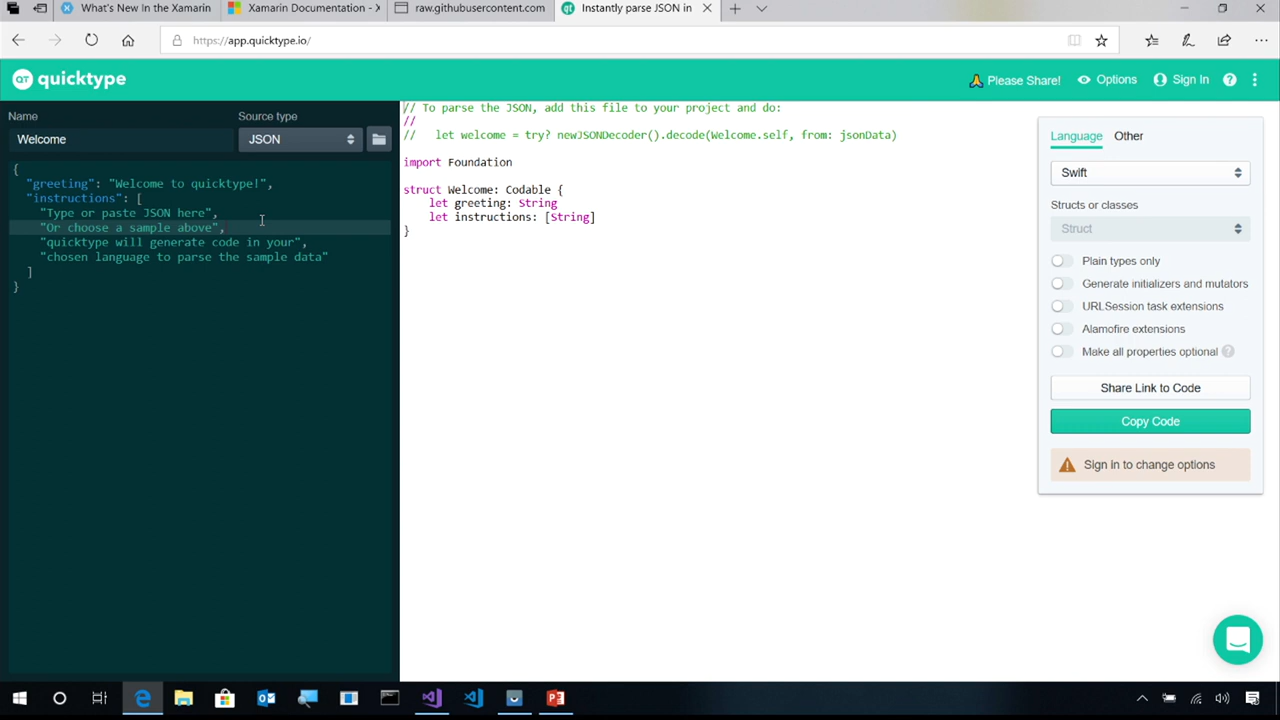 What's New In the Xamarin
Xamarin Documentation - X
raw.githubusercontent.com
Instantly parse JSON in
https://app.quicktype.io/
QT quicktype
Please Share!
Options
Sign In
?
Name
Source type
Welcome
JSON
{
"greeting": "Welcome to quicktype!",
"instructions": [
"Type or paste JSON here",
"Or choose a sample above",
"quicktype will generate code in your",
"chosen language to parse the sample data"
]
}
// To parse the JSON, add this file to your project and do:
//
// let welcome = try? newJSONDecoder().decode(Welcome.self, from: jsonData)
import Foundation
struct Welcome: Codable {
let greeting: String
let instructions: [String]
}
Language
Other
Swift
Structs or classes
Struct
Plain types only
Generate initializers and mutators
URLSession task extensions
Alamofire extensions
Make all properties optional ?
Share Link to Code
Copy Code
Sign in to change options